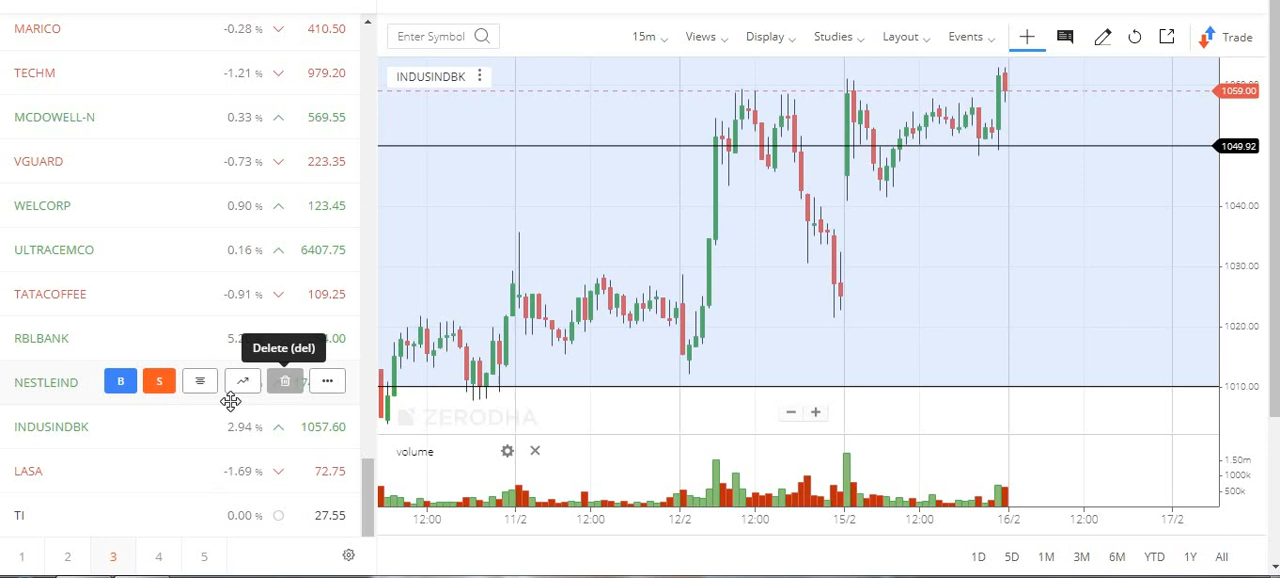 MARICO -0.28 % 410.50
TECHM -1.21 % 979.20
MCDOWELL-N 0.33 % 569.55
VGUARD -0.73 % 223.35
WELCORP 0.90 % 123.45
ULTRACEMCO 0.16 % 6407.75
TATACOFFEE -0.91 % 109.25
RBLBANK
Delete (del)
NESTLEIND B S
INDUSINDBK 2.94 % 1057.60
LASA -1.69 % 72.75
TI 0.00 % 27.55
1 2 3 4 5
Enter Symbol 15m Views Display Studies Layout Events Trade
INDUSINDBK
1059.00
1049.92
1040.00
1030.00
1020.00
1010.00
ZERODHA
volume
1.50m
1000k
500k
12:00 11/2 12:00 12/2 12:00 15/2 12:00 16/2 12:00 17/2
1D 5D 1M 3M 6M YTD 1Y All